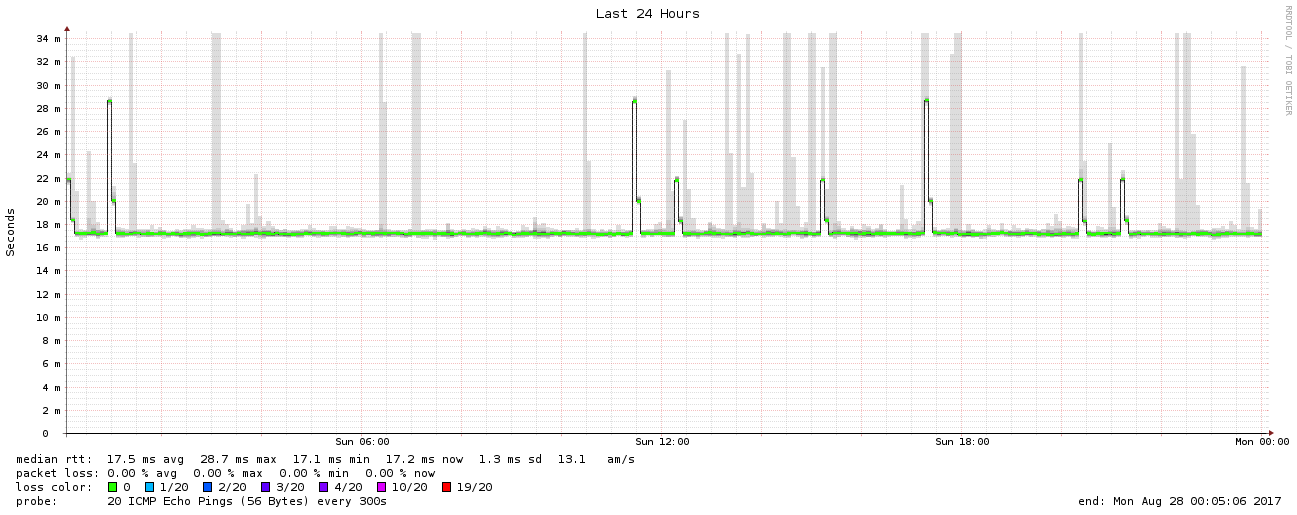 Last 24 Hours
RRDTOOL / TOBI OETIKER
Seconds
34 m
32 m
30 m
28 m
26 m
24 m
22 m
20 m
18 m
16 m
14 m
12 m
10 m
8 m
6 m
4 m
2 m
0
Sun 06:00 Sun 12:00 Sun 18:00 Mon 00:00
median rtt: 17.5 ms avg 28.7 ms max 17.1 ms min 17.2 ms now 1.3 ms sd 13.1 am/s
packet loss: 0.00 % avg 0.00 % max 0.00 % min 0.00 % now
loss color: 0 1/20 2/20 3/20 4/20 10/20 19/20
probe: 20 ICMP Echo Pings (56 Bytes) every 300s end: Mon Aug 28 00:05:06 2017